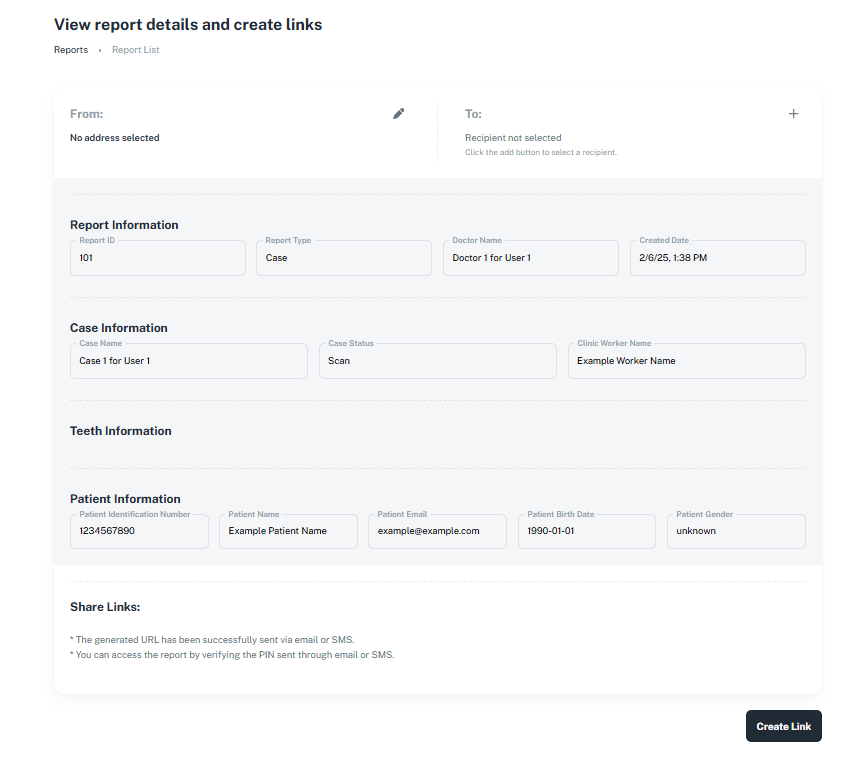 View report details and create links
Reports • Report List
From:
No address selected
To:
Recipient not selected
Click the add button to select a recipient.
Report Information
Report ID
101
Report Type
Case
Doctor Name
Doctor 1 for User 1
Created Date
2/6/25, 1:38 PM
Case Information
Case Name
Case 1 for User 1
Case Status
Scan
Clinic Worker Name
Example Worker Name
Teeth Information
Patient Information
Patient Identification Number
1234567890
Patient Name
Example Patient Name
Patient Email
example@example.com
Patient Birth Date
1990-01-01
Patient Gender
unknown
Share Links:
* The generated URL has been successfully sent via email or SMS.
* You can access the report by verifying the PIN sent through email or SMS.
Create Link